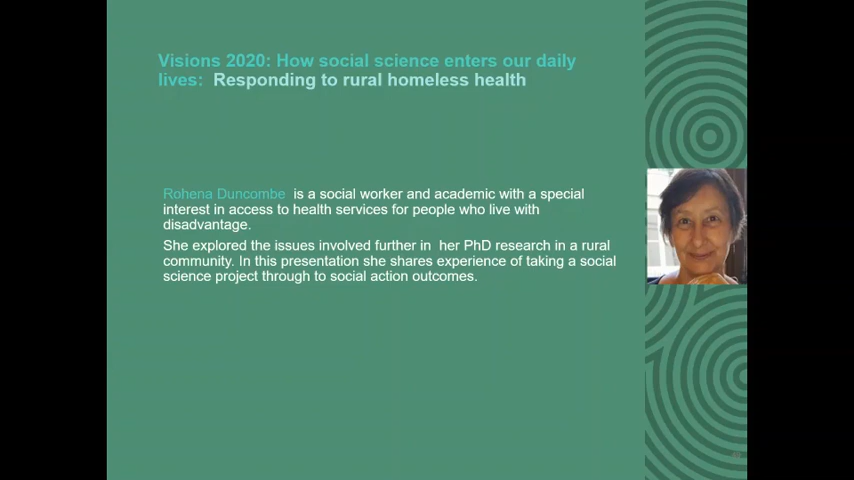 Visions 2020: How social science enters our daily
lives: Responding to rural homeless health
Rohena Duncombe is a social worker and academic with a special
interest in access to health services for people who live with
disadvantage.
She explored the issues involved further in her PhD research in a rural
community. In this presentation she shares experience of taking a social
science project through to social action outcomes.